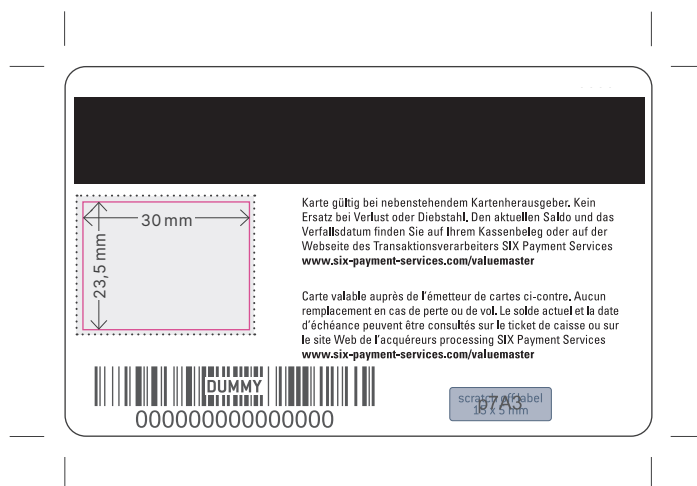 30 mm
23,5 mm
Karte gültig bei nebenstehendem Kartenherausgeber. Kein
Ersatz bei Verlust oder Diebstahl. Den aktuellen Saldo und das
Verfallsdatum finden Sie auf Ihrem Kassenbeleg oder auf der
Webseite des Transaktionsverarbeiters SIX Payment Services
www.six-payment-services.com/valuemaster
Carte valable auprès de l'émetteur de cartes ci-contre. Aucun
remplacement en cas de perte ou de vol. Le solde actuel et la date
d'échéance peuvent être consultés sur le ticket de caisse ou sur
le site Web de l'acquéreurs processing SIX Payment Services
www.six-payment-services.com/valuemaster
DUMMY
0000000000000000
scratch off label
p7A3
18 x 5 mm